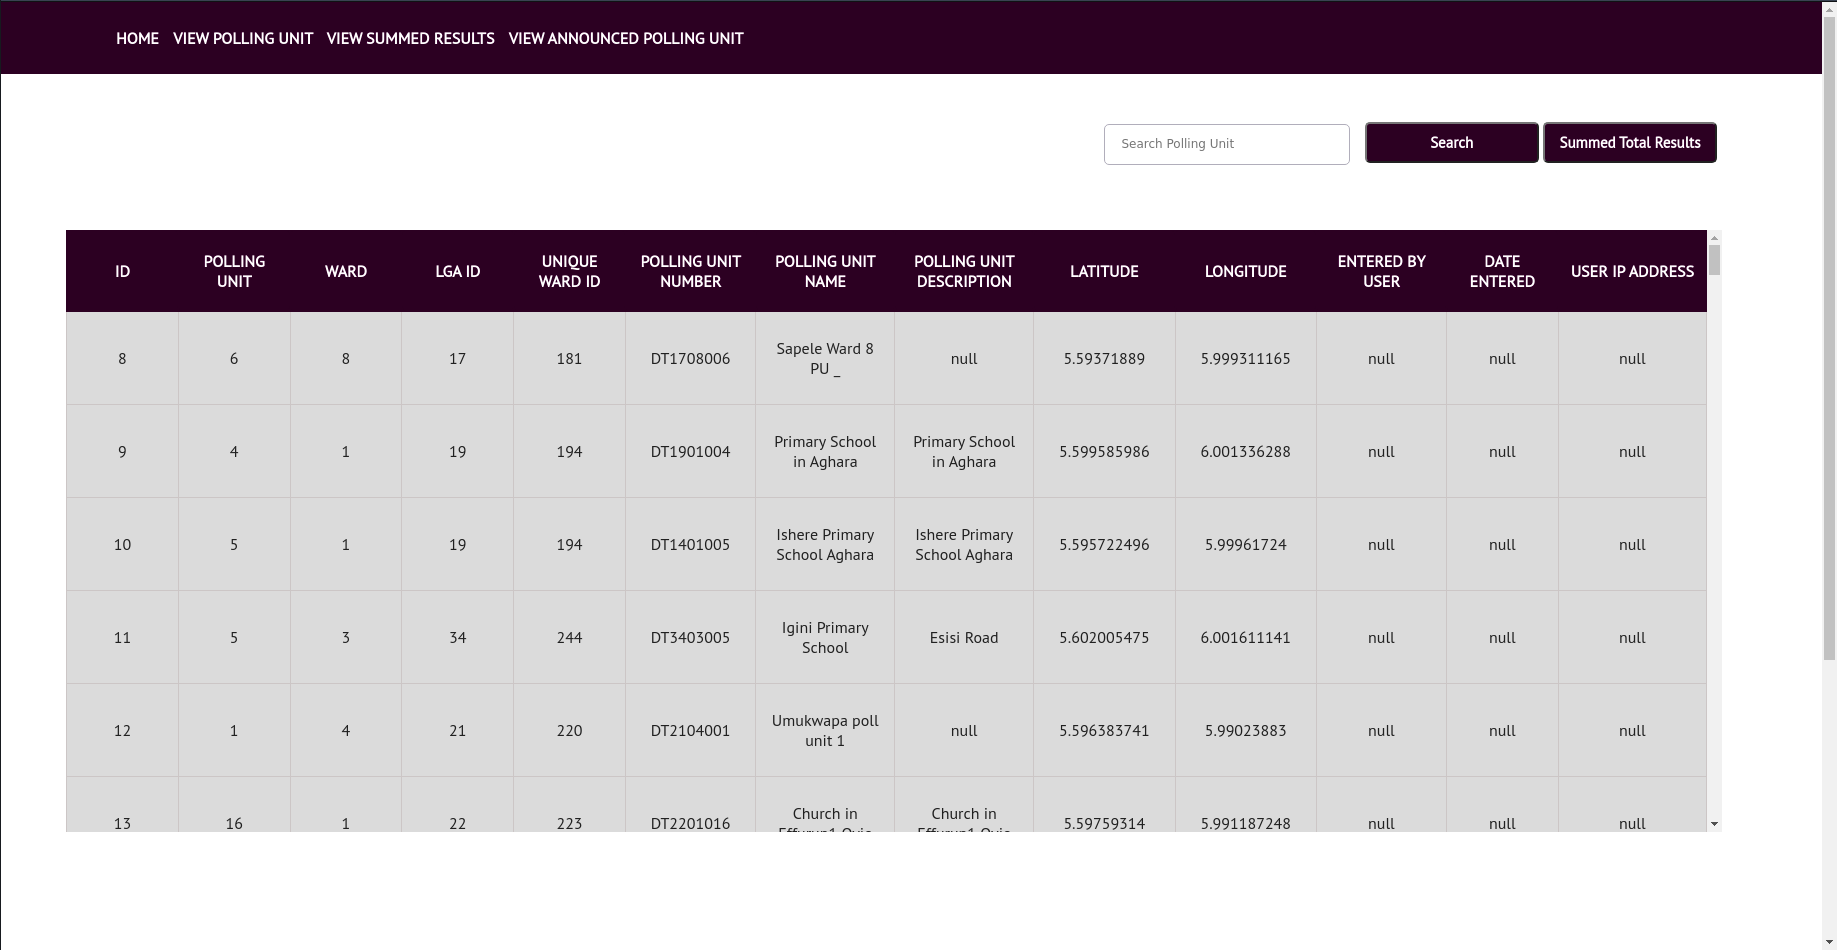 HOME VIEW POLLING UNIT VIEW SUMMED RESULTS VIEW ANNOUNCED POLLING UNIT
Search Polling Unit Search Summed Total Results
ID POLLING UNIT WARD LGA ID UNIQUE WARD ID POLLING UNIT NUMBER POLLING UNIT NAME POLLING UNIT DESCRIPTION LATITUDE LONGITUDE ENTERED BY USER DATE ENTERED USER IP ADDRESS
8 6 8 17 181 DT1708006 Sapele Ward 8 PU _ null 5.59371889 5.999311165 null null null
9 4 1 19 194 DT1901004 Primary School in Aghara Primary School in Aghara 5.599585986 6.001336288 null null null
10 5 1 19 194 DT1401005 Ishere Primary School Aghara Ishere Primary School Aghara 5.595722496 5.99961724 null null null
11 5 3 34 244 DT3403005 Igini Primary School Esisi Road 5.602005475 6.001611141 null null null
12 1 4 21 220 DT2104001 Umukwapa poll unit 1 null 5.596383741 5.99023883 null null null
13 16 1 22 223 DT2201016 Church in Church in 5.59759314 5.991187248 null null null